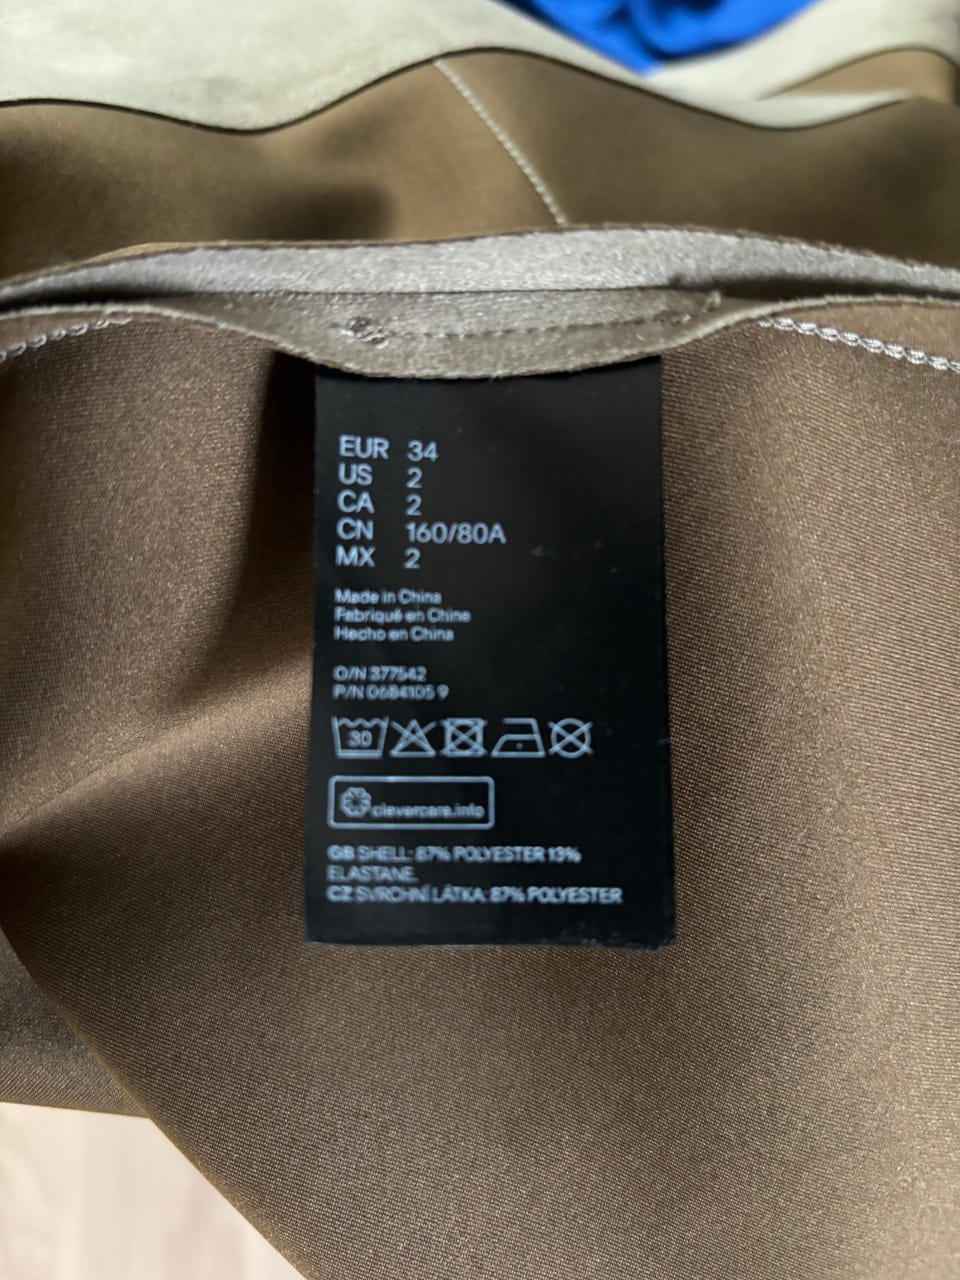 EUR 34
US 2
CA 2
CN 160/80A
MX 2
Made in China
Fabriqué en Chine
Hecho en China
O/N 377542
P/N 0684105 9
30
clevercare.info
GB SHELL: 87% POLYESTER 13%
ELASTANE.
CZ SVRCHNÍ LÁTKA: 87% POLYESTER